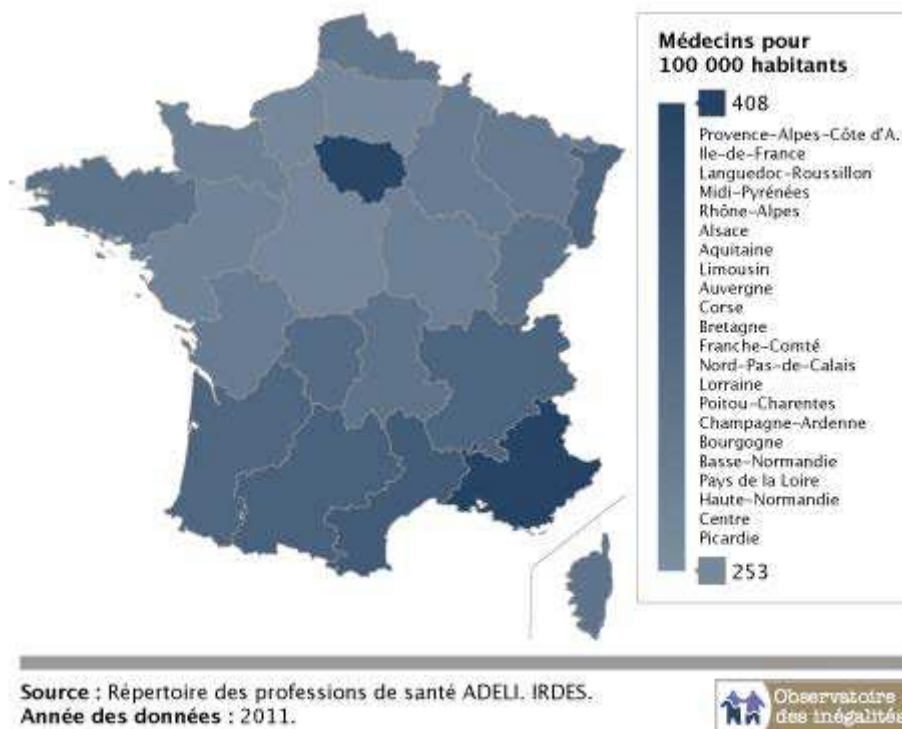 Médecins pour
100 000 habitants
408
Provence-Alpes-Côte d'A.
Ile-de-France
Languedoc-Roussillon
Midi-Pyrénées
Rhône-Alpes
Alsace
Aquitaine
Limousin
Auvergne
Corse
Bretagne
Franche-Comté
Nord-Pas-de-Calais
Lorraine
Poitou-Charentes
Champagne-Ardenne
Bourgogne
Basse-Normandie
Pays de la Loire
Haute-Normandie
Centre
Picardie
253
Source : Répertoire des professions de santé ADELI. IRDES.
Année des données : 2011.
Observatoire
des inégalités